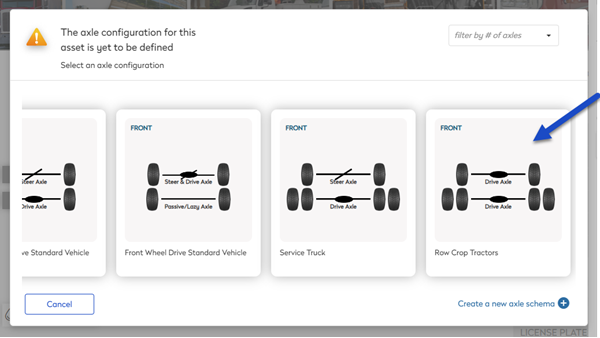 The axle configuration for this
asset is yet to be defined
Select an axle configuration
filter by # of axles
FRONT
FRONT
FRONT
Steer Axle
Steer & Drive Axle
Steer Axle
Drive Axle
Drive Axle
Passive/Lazy Axle
Drive Axle
Drive Axle
ve Standard Vehicle
Front Wheel Drive Standard Vehicle
Service Truck
Row Crop Tractors
Cancel
Create a new axle schema
LICENSE PLATE